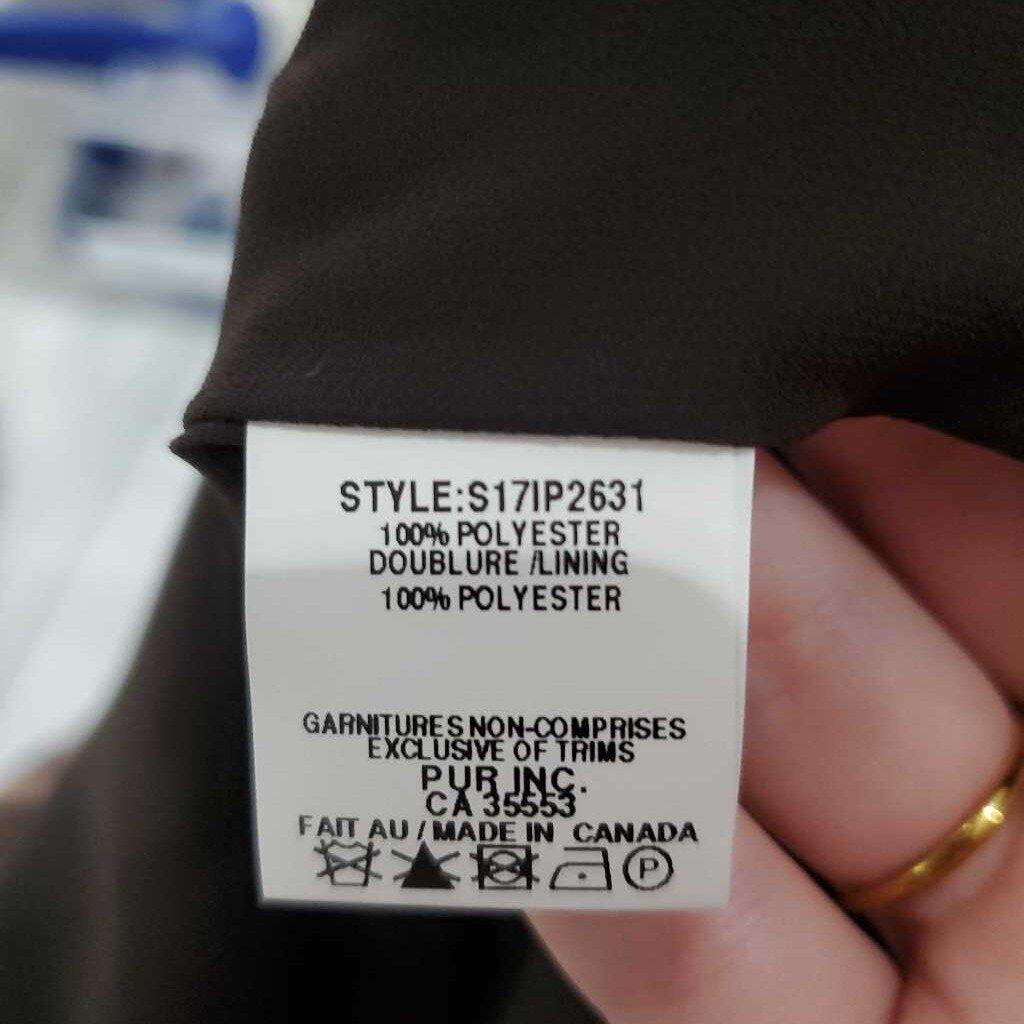 STYLE:S17IP2631
100% POLYESTER
DOUBLURE /LINING
100% POLYESTER
GARNITURES NON-COMPRISES
EXCLUSIVE OF TRIMS
PUR INC.
CA 35553
FAIT AU / MADE IN CANADA
P